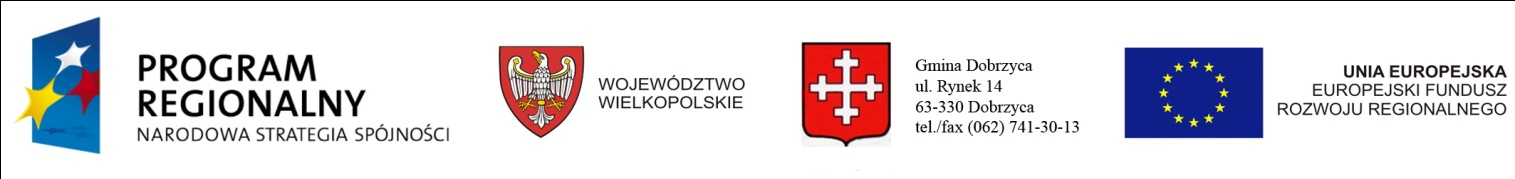 PROGRAM
REGIONALNY
NARODOWA STRATEGIA SPÓJNOŚCI
WOJEWÓDZTWO
WIELKOPOLSKIE
Gmina Dobrzyca
ul. Rynek 14
63-330 Dobrzyca
tel./fax (062) 741-30-13
UNIA EUROPEJSKA
EUROPEJSKI FUNDUSZ
ROZWOJU REGIONALNEGO